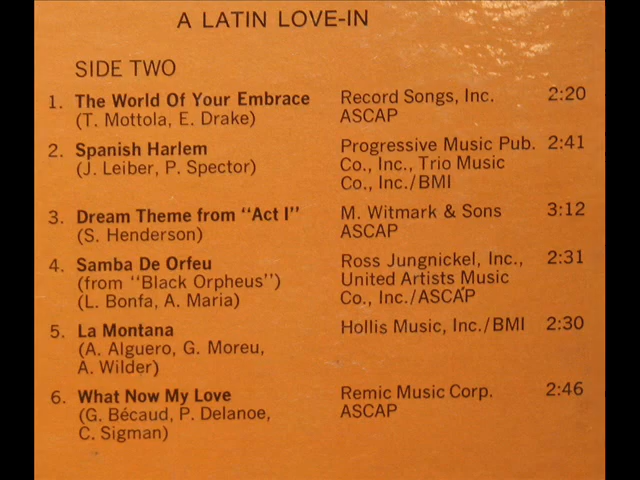 A LATIN LOVE-IN
SIDE TWO
1. The World Of Your Embrace Record Songs, Inc. 2:20
(T. Mottola, E. Drake) ASCAP
2. Spanish Harlem Progressive Music Pub. 2:41
(J. Leiber, P. Spector) Co., Inc., Trio Music
Co., Inc./BMI
3. Dream Theme from "Act I" M. Witmark & Sons 3:12
(S. Henderson) ASCAP
4. Samba De Orfeu Ross Jungnickel, Inc., 2:31
(from "Black Orpheus") United Artists Music
(L. Bonfa, A. Maria) Co., Inc./ASCAP
5. La Montana Hollis Music, Inc./BMI 2:30
(A. Alguero, G. Moreu,
A. Wilder)
6. What Now My Love Remic Music Corp. 2:46
(G. Bécaud, P. Delanoe, ASCAP
C. Sigman)